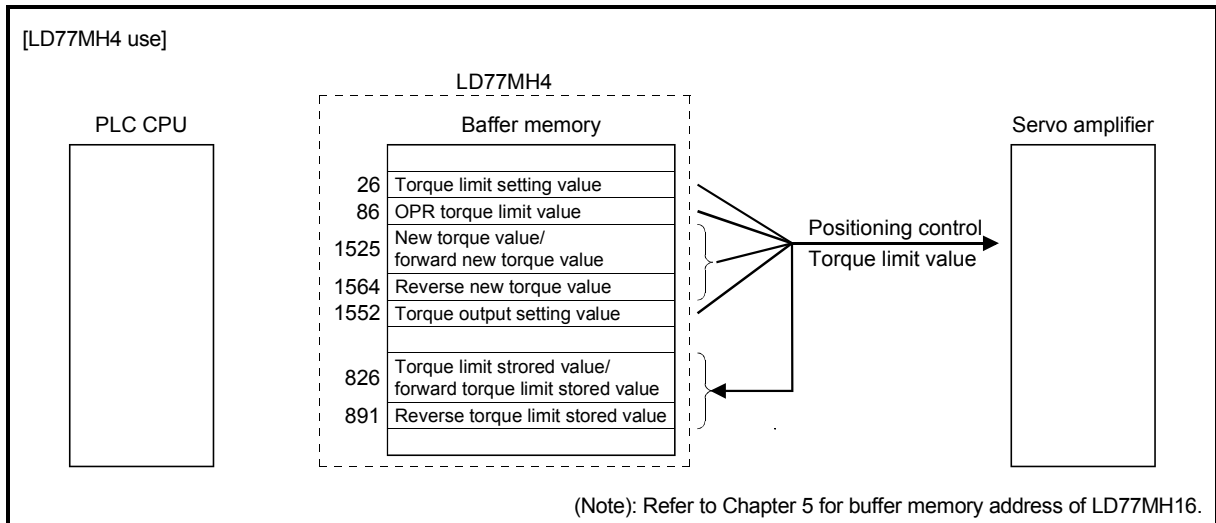 [LD77MH4 use]
LD77MH4
PLC CPU
Baffer memory
Servo amplifier
26 Torque limit setting value
86 OPR torque limit value
1525 New torque value/
forward new torque value
1564 Reverse new torque value
1552 Torque output setting value
826 Torque limit strored value/
forward torque limit stored value
891 Reverse torque limit stored value
Positioning control
Torque limit value
(Note): Refer to Chapter 5 for buffer memory address of LD77MH16.